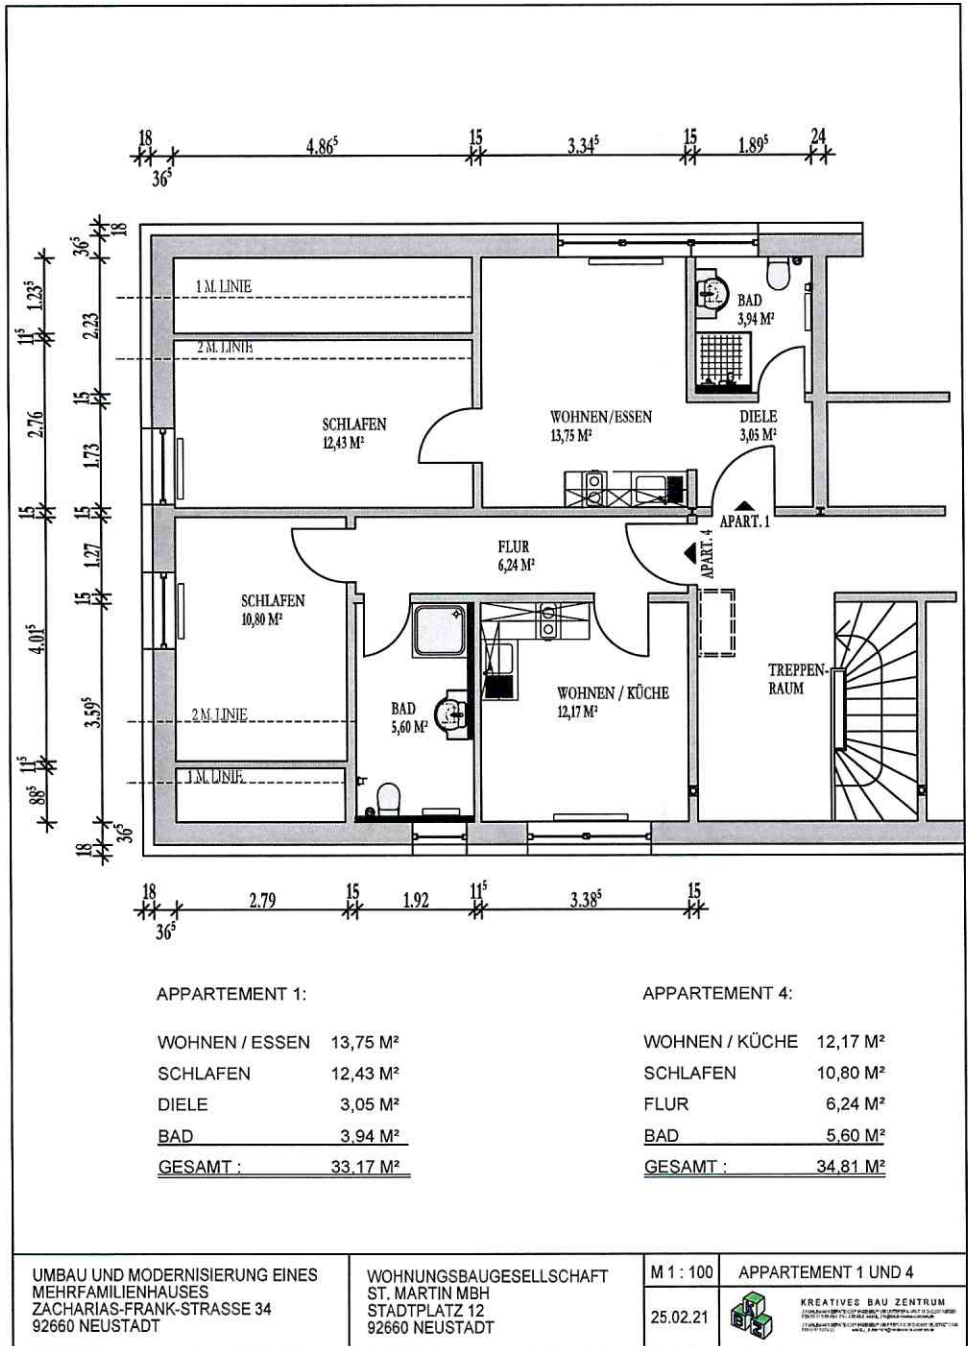 18 4.86⁵ 15 3.34⁵ 15 1.89⁵ 24
36⁵
18
36⁵
1.23⁵
2.23
11⁵
15
2.76
1.73
15 15
1.27
15
4.01⁵
3.59⁵
11⁵
88⁵
36⁵
18
1 M. LINIE
2 M. LINIE
SCHLAFEN
12,43 M²
WOHNEN/ESSEN
13,75 M²
BAD
3,94 M²
DIELE
3,05 M²
APART. 1
APART. 4
FLUR
6,24 M²
SCHLAFEN
10,80 M²
BAD
5,60 M²
WOHNEN / KÜCHE
12,17 M²
TREPPEN-
RAUM
2 M. LINIE
1 M. LINIE
18 2.79 15 1.92 11⁵ 3.38⁵ 15
36⁵
APPARTEMENT 1:
WOHNEN / ESSEN 13,75 M²
SCHLAFEN 12,43 M²
DIELE 3,05 M²
BAD 3,94 M²
GESAMT : 33,17 M²
APPARTEMENT 4:
WOHNEN / KÜCHE 12,17 M²
SCHLAFEN 10,80 M²
FLUR 6,24 M²
BAD 5,60 M²
GESAMT : 34,81 M²
UMBAU UND MODERNISIERUNG EINES
MEHRFAMILIENHAUSES
ZACHARIAS-FRANK-STRASSE 34
92660 NEUSTADT
WOHNUNGSBAUGESELLSCHAFT
ST. MARTIN MBH
STADTPLATZ 12
92660 NEUSTADT
M 1 : 100
25.02.21
APPARTEMENT 1 UND 4
K
B Z
KREATIVES BAU ZENTRUM